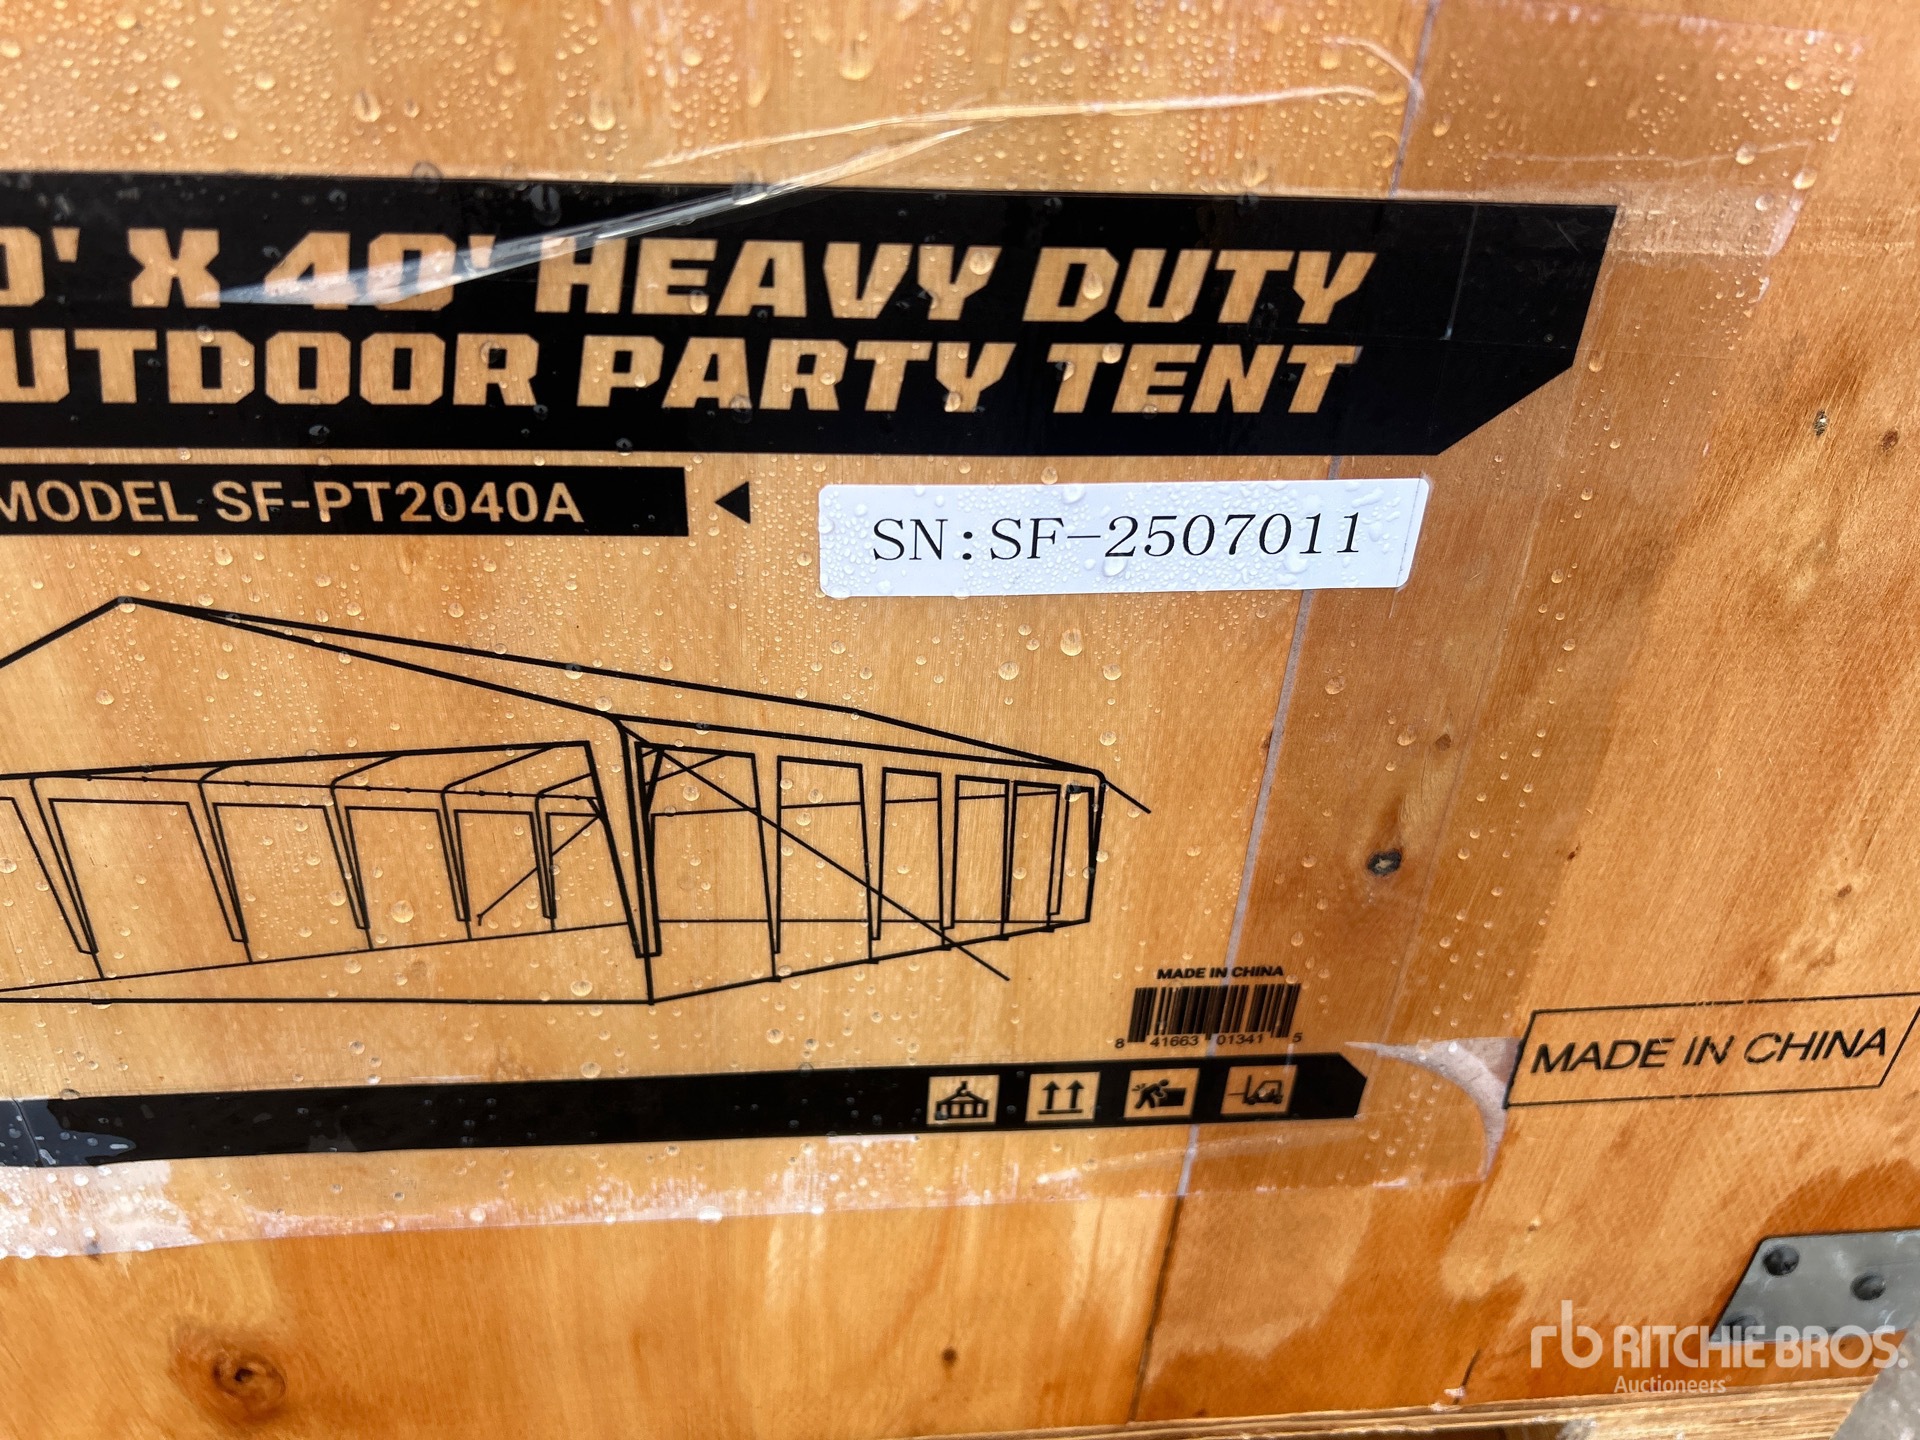 0' X 40' HEAVY DUTY
UTDOOR PARTY TENT
MODEL SF-PT2040A
SN:SF-2507011
MADE IN CHINA
8 41663 01341 5
MADE IN CHINA
rb RITCHIE BROS.
Auctioneers